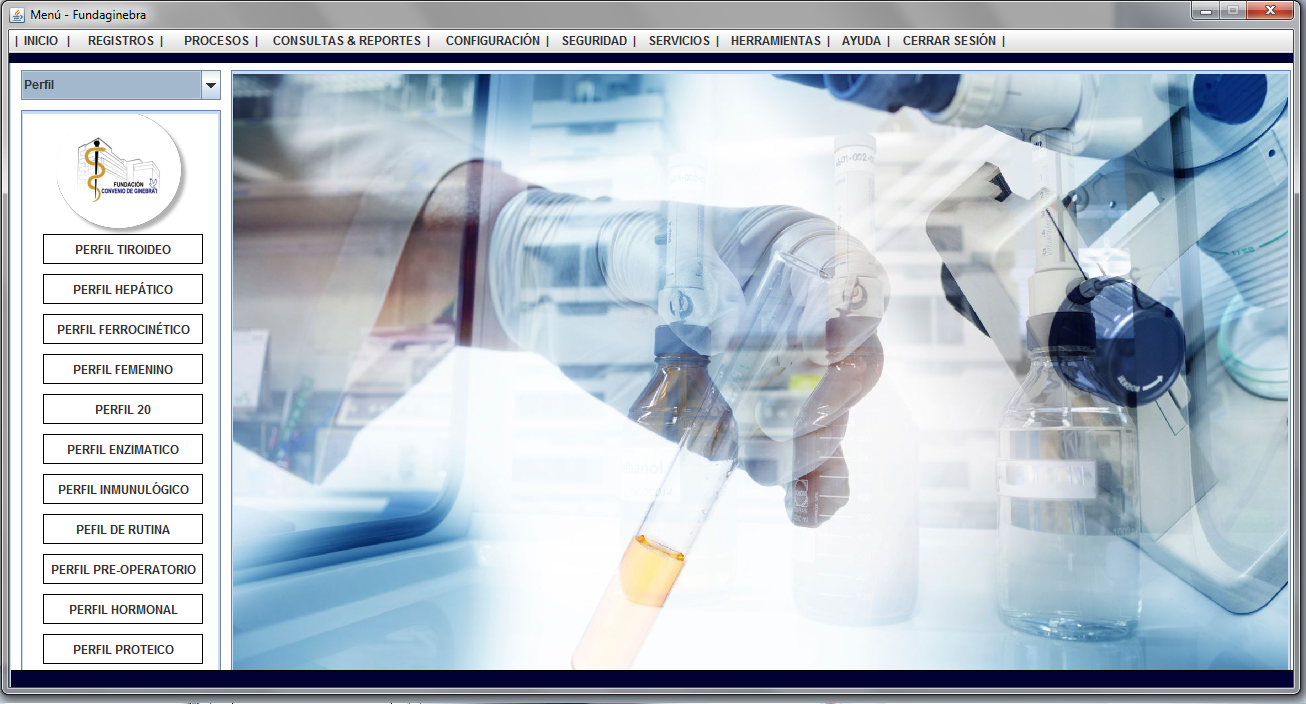 Menú - Fundaginebra
| INICIO | REGISTROS | PROCESOS | CONSULTAS & REPORTES | CONFIGURACIÓN | SEGURIDAD | SERVICIOS | HERRAMIENTAS | AYUDA | CERRAR SESIÓN |
Perfil
FUNDACIÓN
CONVENIO DE GINEBRA
PERFIL TIROIDEO
PERFIL HEPÁTICO
PERFIL FERROCINÉTICO
PERFIL FEMENINO
PERFIL 20
PERFIL ENZIMATICO
PERFIL INMUNULÓGICO
PEFIL DE RUTINA
PERFIL PRE-OPERATORIO
PERFIL HORMONAL
PERFIL PROTEICO